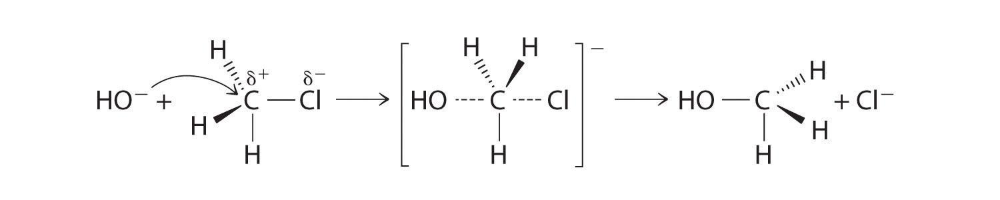 H H H
δ⁺ δ⁻ H
HO⁻ + C Cl HO C Cl HO C + Cl⁻
H H
H H H